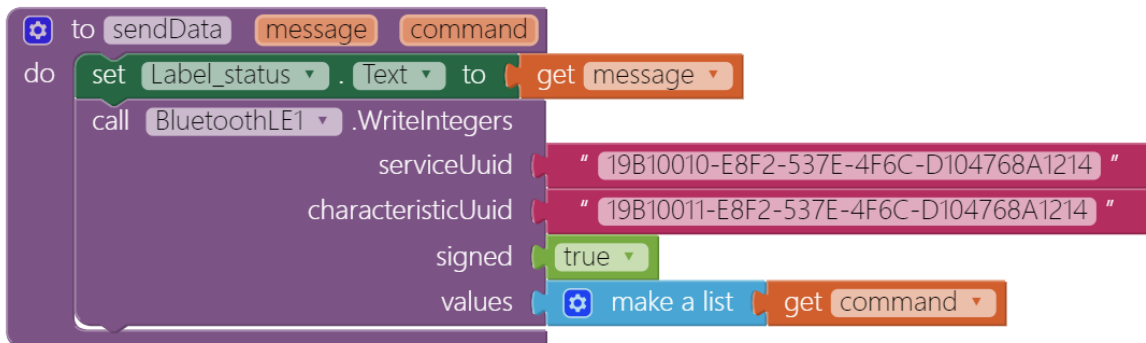 to sendData message command
do set Label_status . Text to get message
call BluetoothLE1 .WriteIntegers
serviceUuid " 19B10010-E8F2-537E-4F6C-D104768A1214 "
characteristicUuid " 19B10011-E8F2-537E-4F6C-D104768A1214 "
signed true
values make a list get command